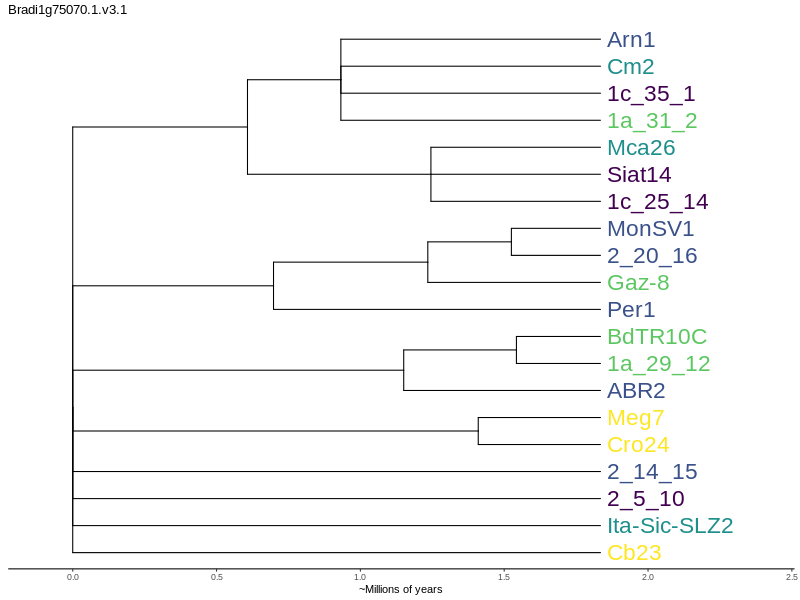 Bradi1g75070.1.v3.1
Arn1
Cm2
1c_35_1
1a_31_2
Mca26
Siat14
1c_25_14
MonSV1
2_20_16
Gaz-8
Per1
BdTR10C
1a_29_12
ABR2
Meg7
Cro24
2_14_15
2_5_10
Ita-Sic-SLZ2
Cb23
0.0 0.5 1.0 1.5 2.0 2.5
~Millions of years